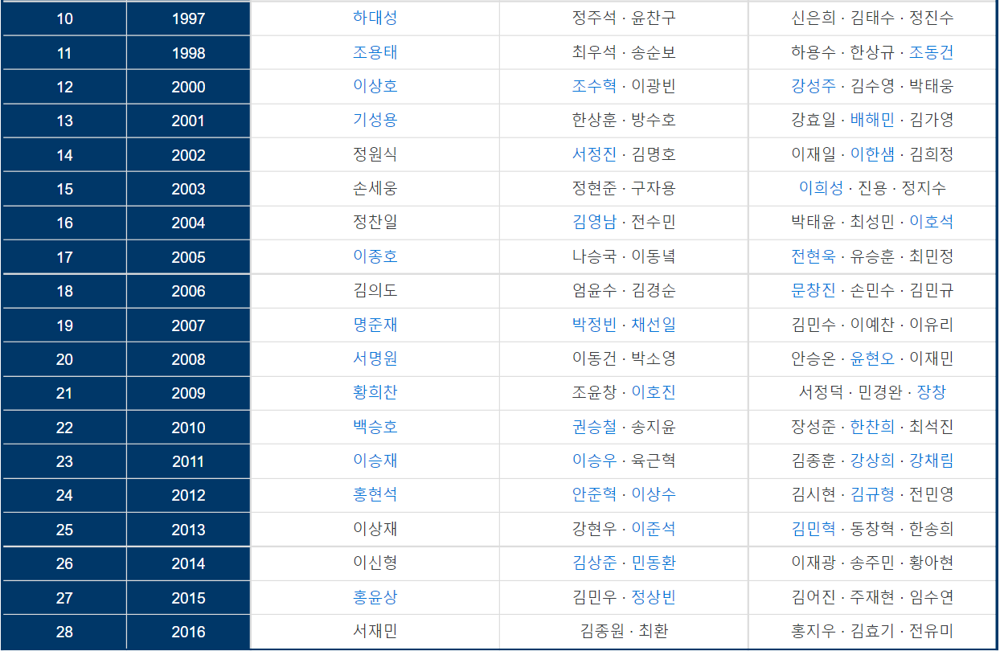 10 1997 하대성 정주석 · 윤찬구 신은희 · 김태수 · 정진수
11 1998 조용태 최우석 · 송순보 하용수 · 한상규 · 조동건
12 2000 이상호 조수혁 · 이광빈 강성주 · 김수영 · 박태웅
13 2001 기성용 한상훈 · 방수호 강효일 · 배해민 · 김가영
14 2002 정원식 서정진 · 김명호 이재일 · 이한샘 · 김희정
15 2003 손세웅 정현준 · 구자용 이희성 · 진용 · 정지수
16 2004 정찬일 김영남 · 전수민 박태윤 · 최성민 · 이호석
17 2005 이종호 나승국 · 이동녘 전현욱 · 유승훈 · 최민정
18 2006 김의도 엄윤수 · 김경순 문창진 · 손민수 · 김민규
19 2007 명준재 박정빈 · 채선일 김민수 · 이예찬 · 이유리
20 2008 서명원 이동건 · 박소영 안승온 · 윤현오 · 이재민
21 2009 황희찬 조윤창 · 이호진 서정덕 · 민경완 · 장창
22 2010 백승호 권승철 · 송지윤 장성준 · 한찬희 · 최석진
23 2011 이승재 이승우 · 육근혁 김종훈 · 강상희 · 강채림
24 2012 홍현석 안준혁 · 이상수 김시현 · 김규형 · 전민영
25 2013 이상재 강현우 · 이준석 김민혁 · 동창혁 · 한송희
26 2014 이신형 김상준 · 민동환 이재광 · 송주민 · 황아현
27 2015 홍윤상 김민우 · 정상빈 김어진 · 주재현 · 임수연
28 2016 서재민 김종원 · 최환 홍지우 · 김효기 · 전유미